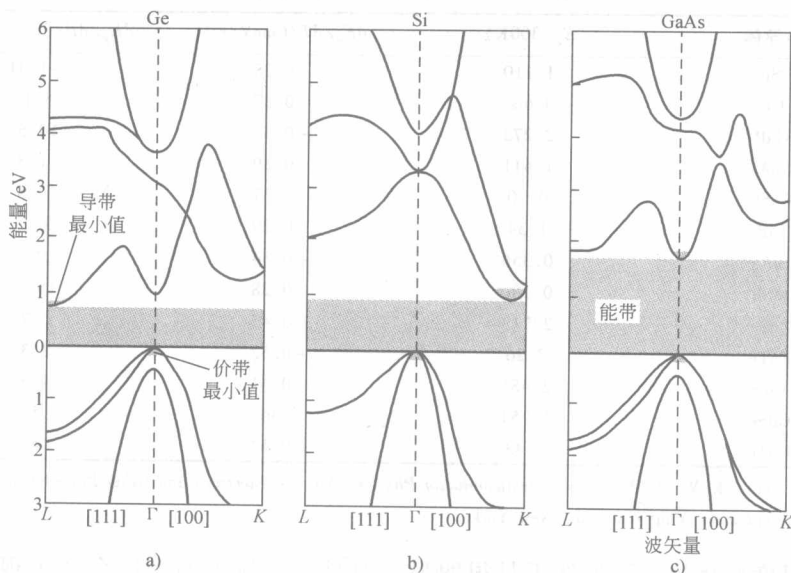 Ge
Si
GaAs
能量/eV
6
5
4
3
2
1
0
1
2
3
导带
最小值
价带
最小值
能带
L [111] Γ [100] K
L [111] Γ [100] K
L [111] Γ [100] K
波矢量
a)
b)
c)